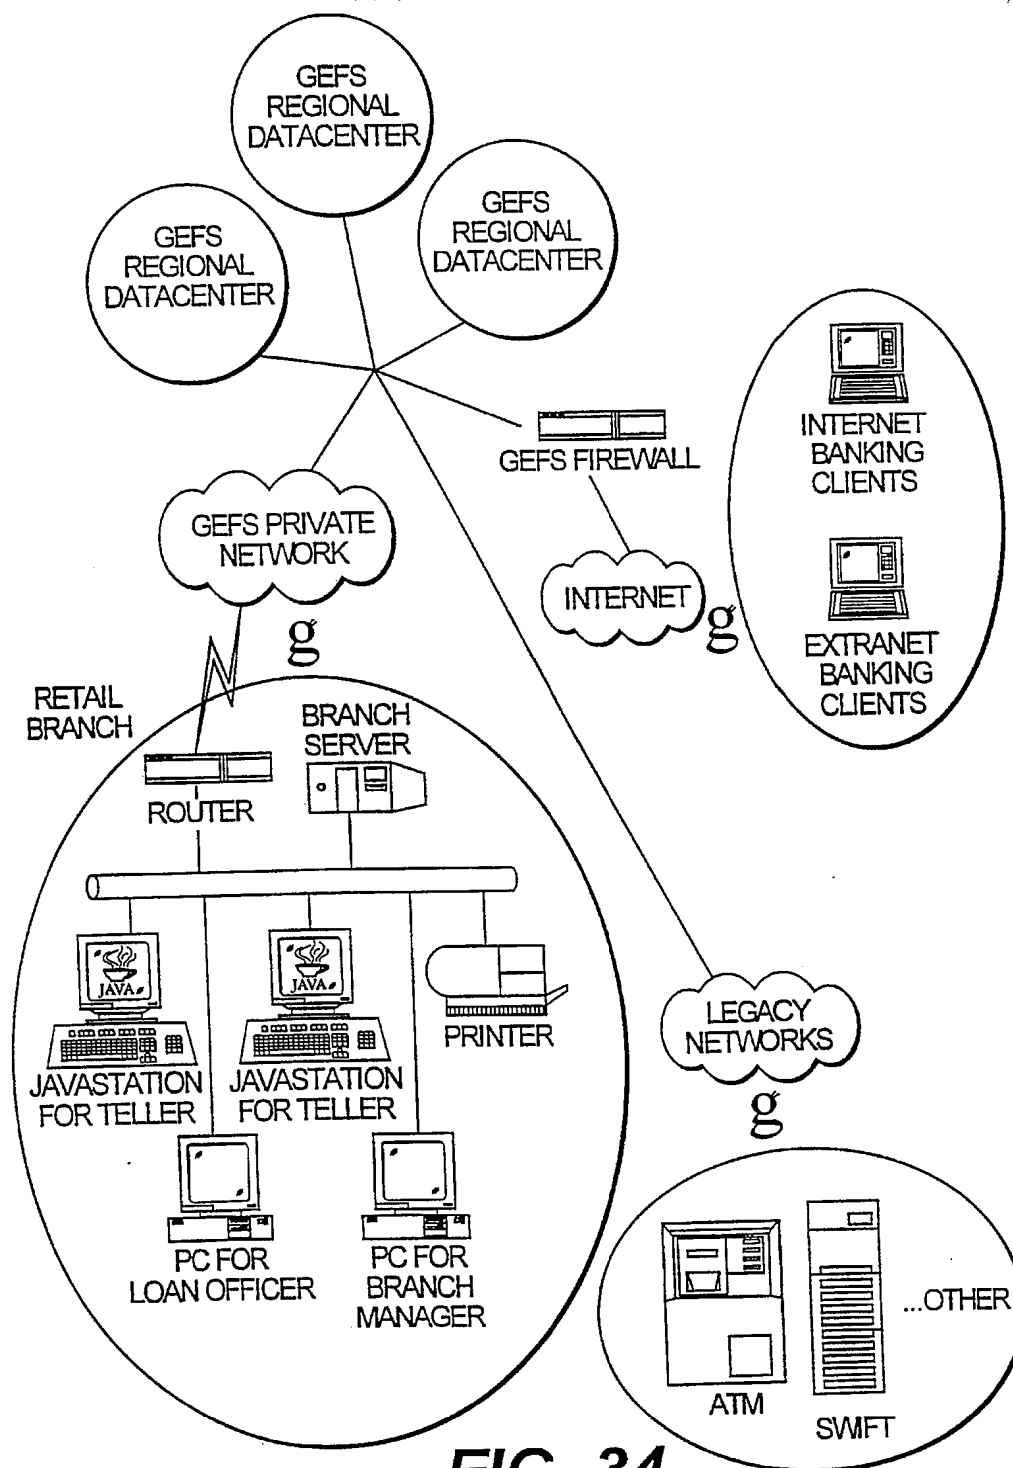 GEFS
REGIONAL
DATACENTER
GEFS
REGIONAL
DATACENTER
GEFS
REGIONAL
DATACENTER
INTERNET
BANKING
CLIENTS
GEFS FIREWALL
GEFS PRIVATE
NETWORK
INTERNET
g
EXTRANET
BANKING
CLIENTS
g
RETAIL
BRANCH
BRANCH
SERVER
ROUTER
JAVA
JAVA
PRINTER
JAVASTATION
FOR TELLER
JAVASTATION
FOR TELLER
LEGACY
NETWORKS
g
PC FOR
LOAN OFFICER
PC FOR
BRANCH
MANAGER
...OTHER
ATM
SWIFT
FIG. 34